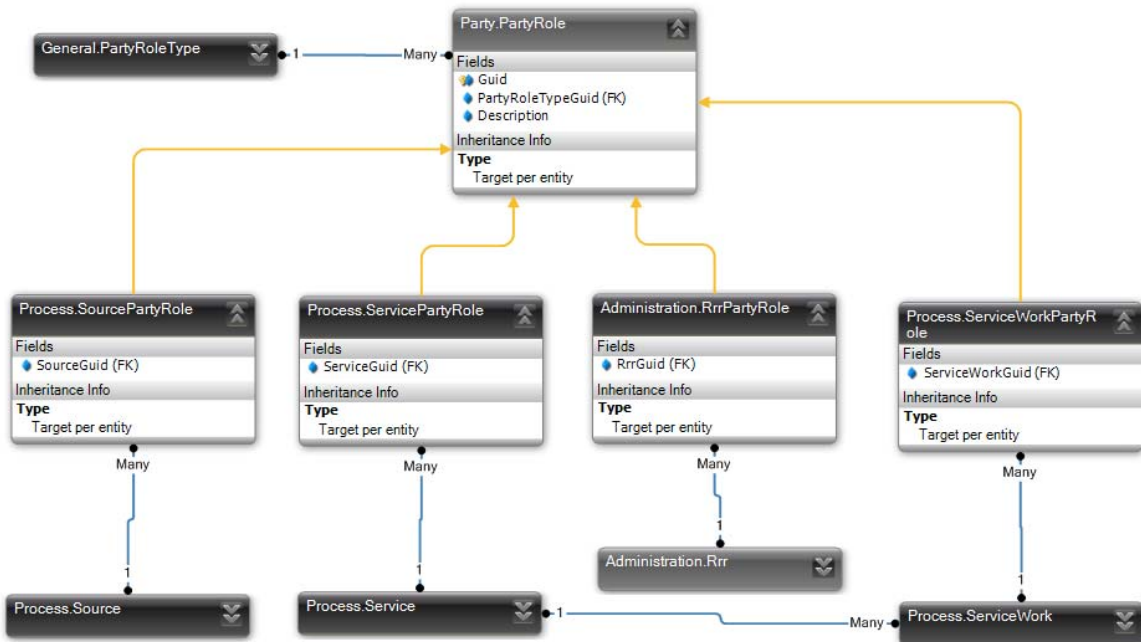 Party.PartyRole
General.PartyRoleType
1
Many
Fields
Guid
PartyRoleTypeGuid (FK)
Description
Inheritance Info
Type
Target per entity
Process.SourcePartyRole
Fields
SourceGuid (FK)
Inheritance Info
Type
Target per entity
Many
1
Process.Source
Process.ServicePartyRole
Fields
ServiceGuid (FK)
Inheritance Info
Type
Target per entity
Many
1
Process.Service
Administration.RrrPartyRole
Fields
RrrGuid (FK)
Inheritance Info
Type
Target per entity
Many
1
Administration.Rrr
Process.ServiceWorkPartyR
ole
Fields
ServiceWorkGuid (FK)
Inheritance Info
Type
Target per entity
Many
1
1
Many
Process.ServiceWork